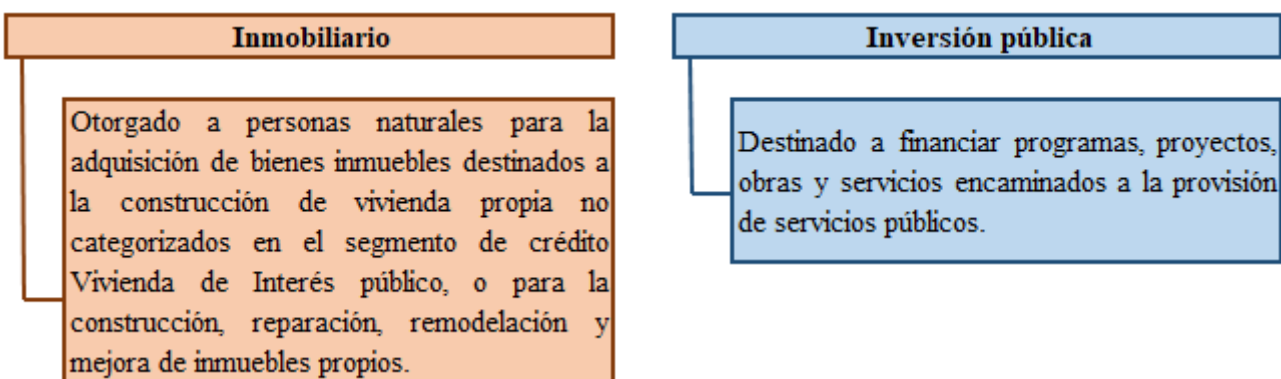 Inmobiliario
Otorgado a personas naturales para la
adquisición de bienes inmuebles destinados a
la construcción de vivienda propia no
categorizados en el segmento de crédito
Vivienda de Interés público, o para la
construcción, reparación, remodelación y
mejora de inmuebles propios.
Inversión pública
Destinado a financiar programas, proyectos,
obras y servicios encaminados a la provisión
de servicios públicos.